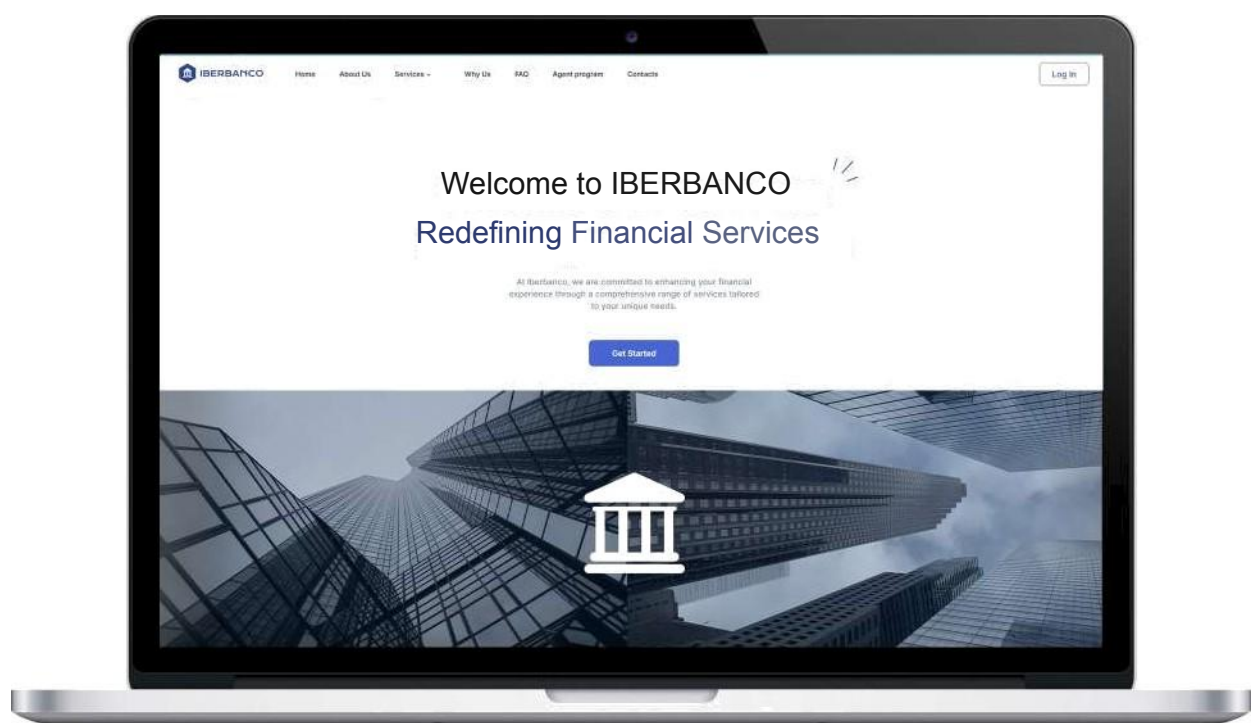 IBERBANCO Home About Us Services Why Us FAQ Agent program Contacts Log In
Welcome to IBERBANCO
Redefining Financial Services
At Iberbanco, we are committed to enhancing your financial
experience through a comprehensive range of services tailored
to your unique needs.
Get Started